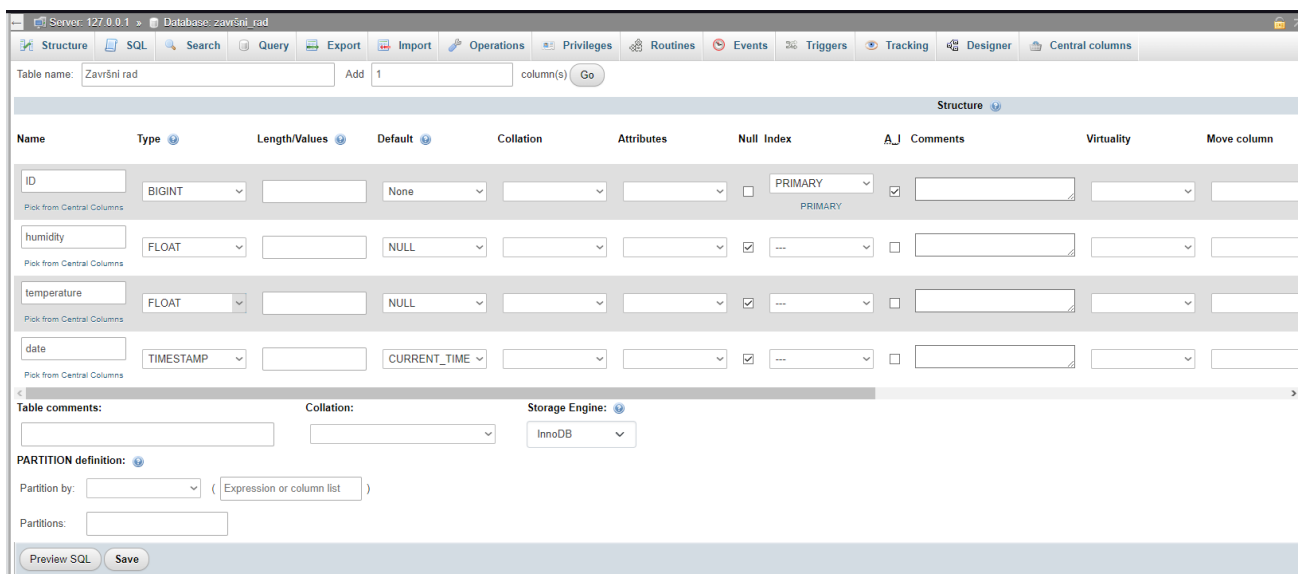 Server: 127.0.0.1 » Database: završni_rad
Structure SQL Search Query Export Import Operations Privileges Routines Events Triggers Tracking Designer Central columns
Table name: Završni rad Add 1 column(s) Go
Structure
Name Type Length/Values Default Collation Attributes Null Index A_I Comments Virtuality Move column
ID BIGINT None PRIMARY
Pick from Central Columns PRIMARY
humidity FLOAT NULL ---
Pick from Central Columns
temperature FLOAT NULL ---
Pick from Central Columns
date TIMESTAMP CURRENT_TIME ---
Pick from Central Columns
Table comments: Collation: Storage Engine:
InnoDB
PARTITION definition:
Partition by: ( Expression or column list )
Partitions:
Preview SQL Save